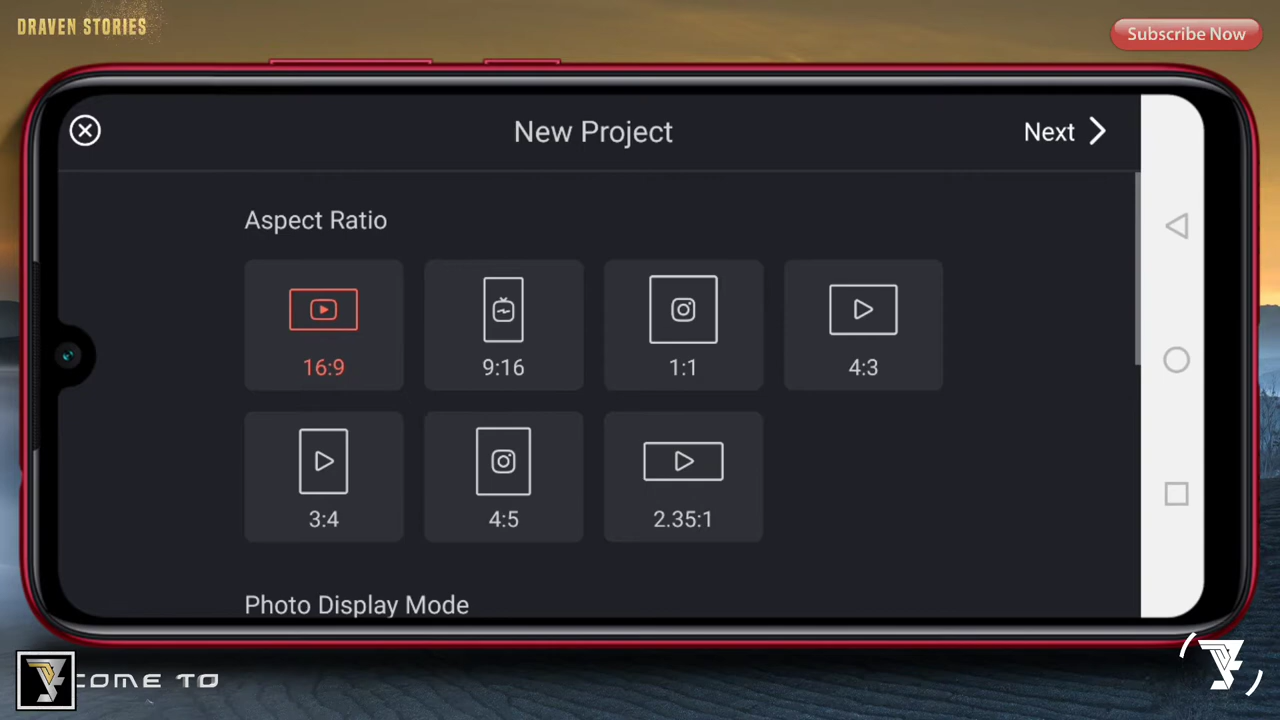 DRAVEN STORIES
Subscribe Now
New Project
Next
Aspect Ratio
16:9
9:16
1:1
4:3
3:4
4:5
2.35:1
Photo Display Mode
COME TO